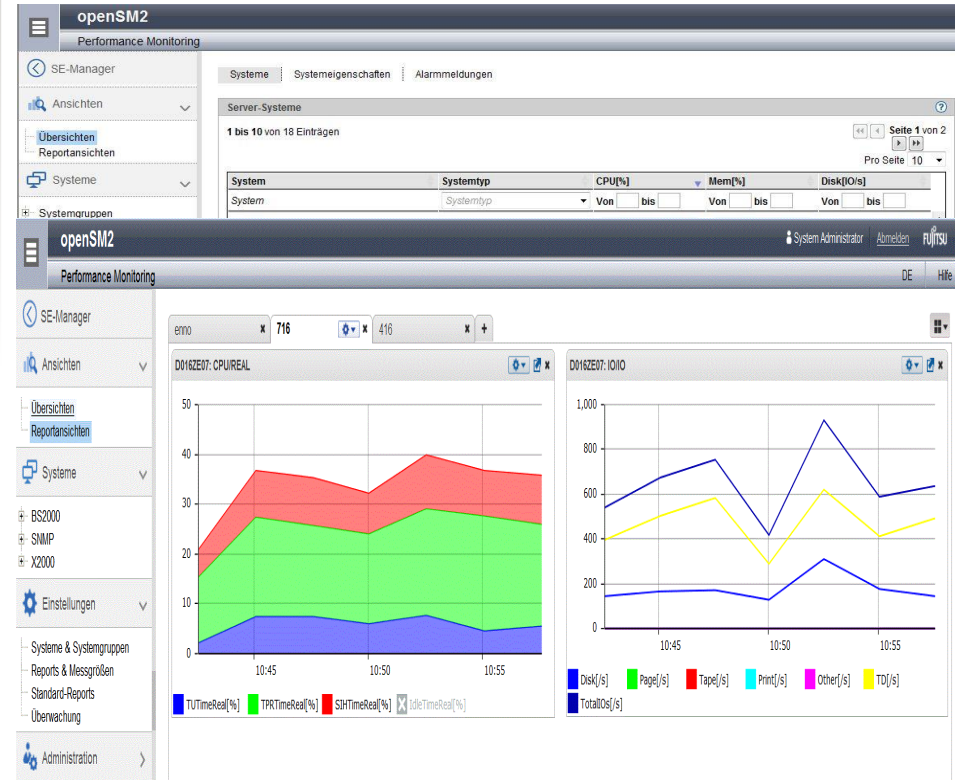 openSM2
Performance Monitoring
SE-Manager
Ansichten
Übersichten
Reportansichten
Systeme
Systemgruppen
Systeme Systemeigenschaften Alarmmeldungen
Server-Systeme
1 bis 10 von 18 Einträgen
Seite 1 von 2
Pro Seite 10
System Systemtyp CPU[%] Mem[%] Disk[IO/s]
System Systemtyp Von bis Von bis Von bis
openSM2
System Administrator Abmelden FUJITSU
Performance Monitoring
DE Hilfe
SE-Manager
Ansichten
Übersichten
Reportansichten
Systeme
BS2000
SNMP
X2000
Einstellungen
Systeme & Systemgruppen
Reports & Messgrößen
Standard-Reports
Überwachung
Administration
enno 716 416
D016ZE07: CPU/REAL
50
40
30
20
10
0
10:45 10:50 10:55
TUTimeReal[%] TPRTimeReal[%] SIHTimeReal[%] IdleTimeReal[%]
D016ZE07: IO/IO
1,000
800
600
400
200
0
10:45 10:50 10:55
Disk[/s] Page[/s] Tape[/s] Print[/s] Other[/s] TD[/s]
TotalIOs[/s]